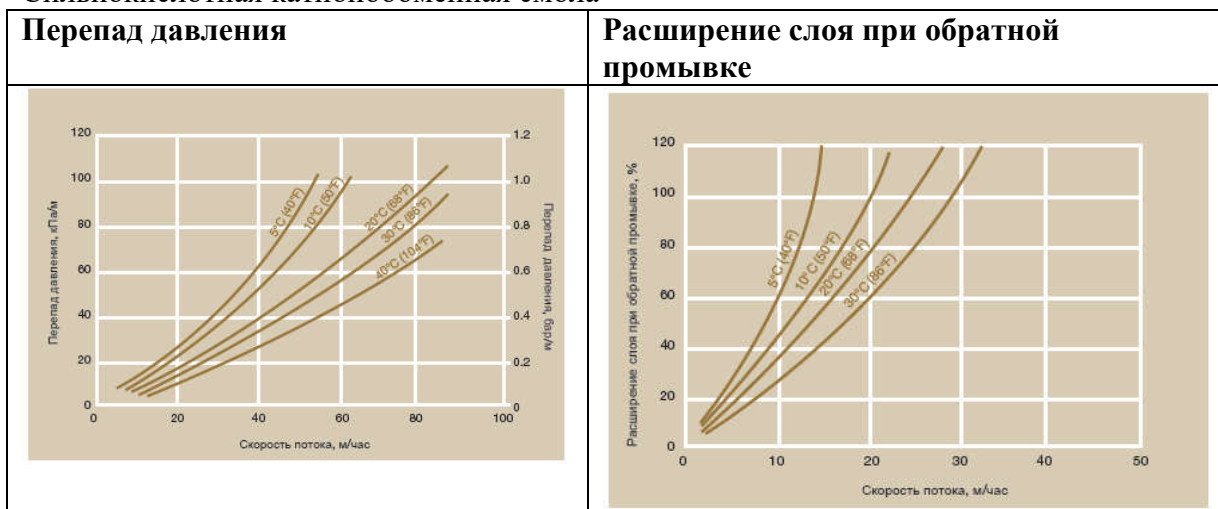 Сильнокислотная катионообменная смола
Перепад давления
Расширение слоя при обратной
промывке
120
100
80
60
40
20
0
0
20
40
60
80
100
1.2
1.0
0.8
0.6
0.4
0.2
0
Перепад давления, кПа/м
Перепад давления, бар/м
Скорость потока, м/час
5°C (40°F)
10°C (50°F)
20°C (68°F)
30°C (86°F)
40°C (104°F)
120
100
80
60
40
20
0
0
10
20
30
40
50
Расширение слоя при обратной промывке, %
Скорость потока, м/час
5°C (40°F)
10°C (50°F)
20°C (68°F)
30°C (86°F)